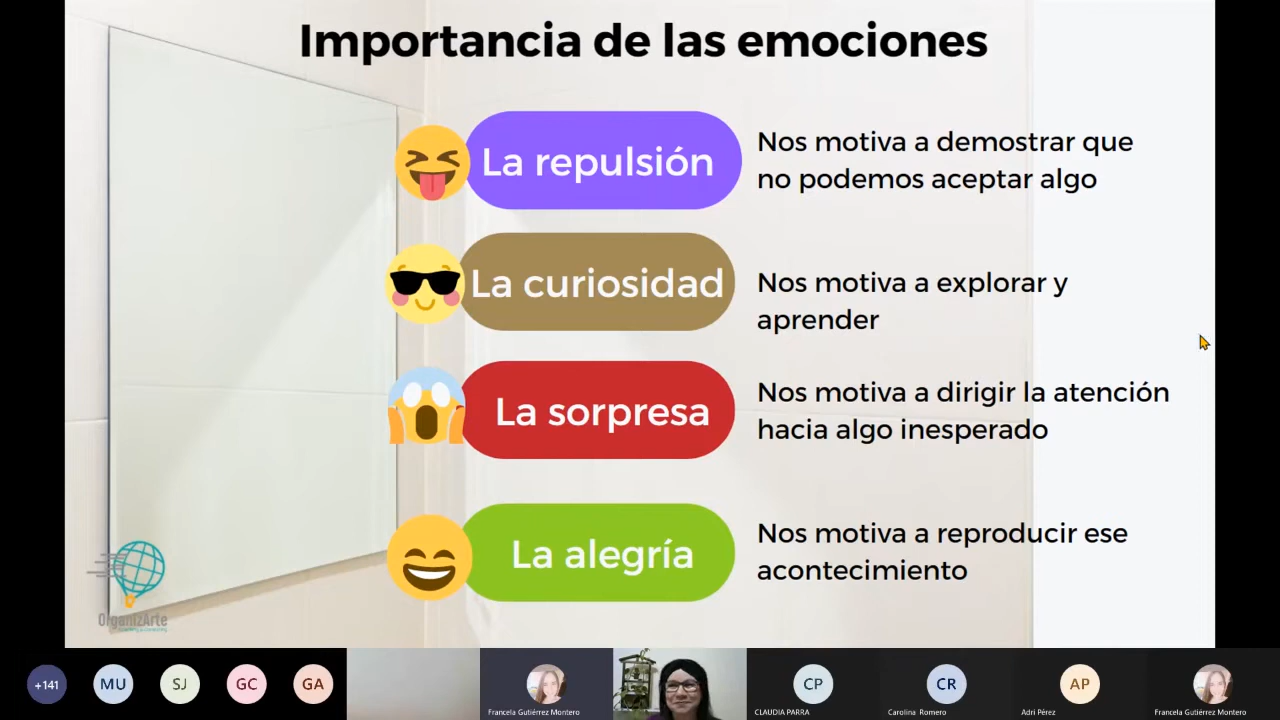 Importancia de las emociones
La repulsión
Nos motiva a demostrar que
no podemos aceptar algo
La curiosidad
Nos motiva a explorar y
aprender
La sorpresa
Nos motiva a dirigir la atención
hacia algo inesperado
La alegría
Nos motiva a reproducir ese
acontecimiento
OrganizArte
+141
MU
SJ
GC
GA
Francela Gutiérrez Montero
CP
CLAUDIA PARRA
CR
Carolina Romero
AP
Adri Pérez
Francela Gutiérrez Montero